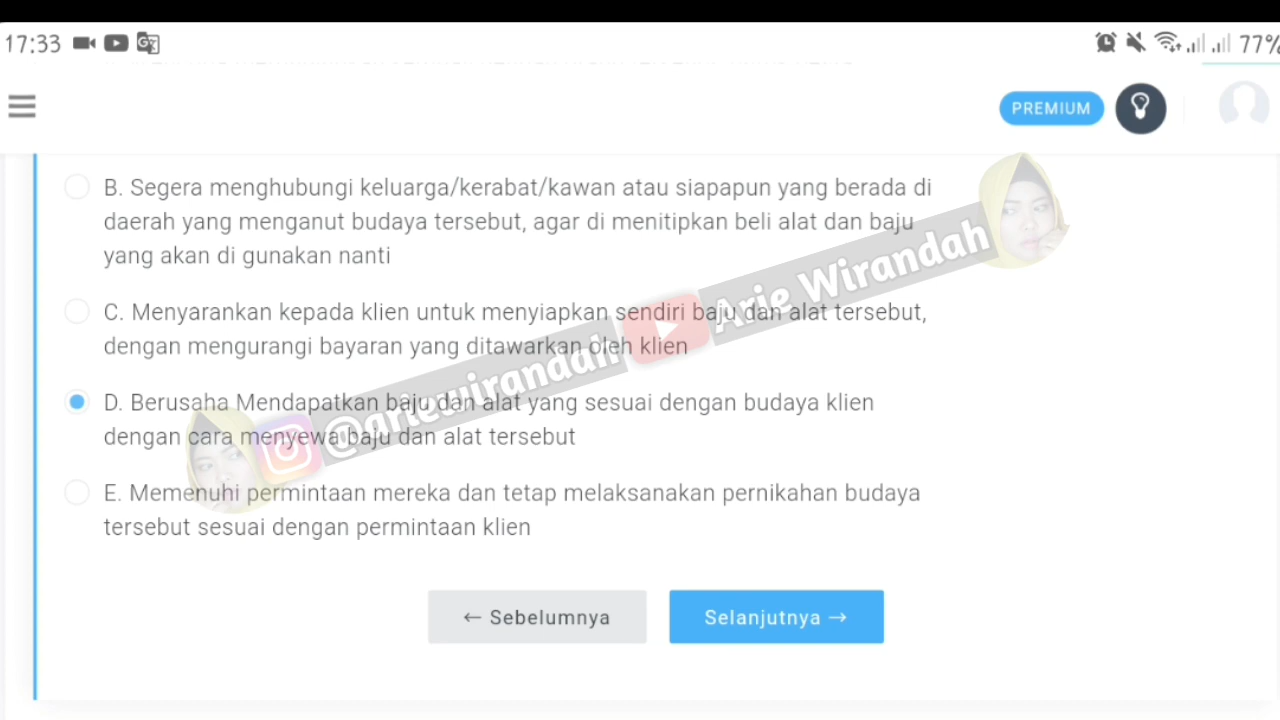 17:33
77%
PREMIUM
B. Segera menghubungi keluarga/kerabat/kawan atau siapapun yang berada di
daerah yang menganut budaya tersebut, agar di menitipkan beli alat dan baju
yang akan di gunakan nanti
C. Menyarankan kepada klien untuk menyiapkan sendiri baju dan alat tersebut,
dengan mengurangi bayaran yang ditawarkan oleh klien
D. Berusaha Mendapatkan baju dan alat yang sesuai dengan budaya klien
dengan cara menyewa baju dan alat tersebut
E. Memenuhi permintaan mereka dan tetap melaksanakan pernikahan budaya
tersebut sesuai dengan permintaan klien
@ariewirandah
Arie Wirandah
← Sebelumnya
Selanjutnya →